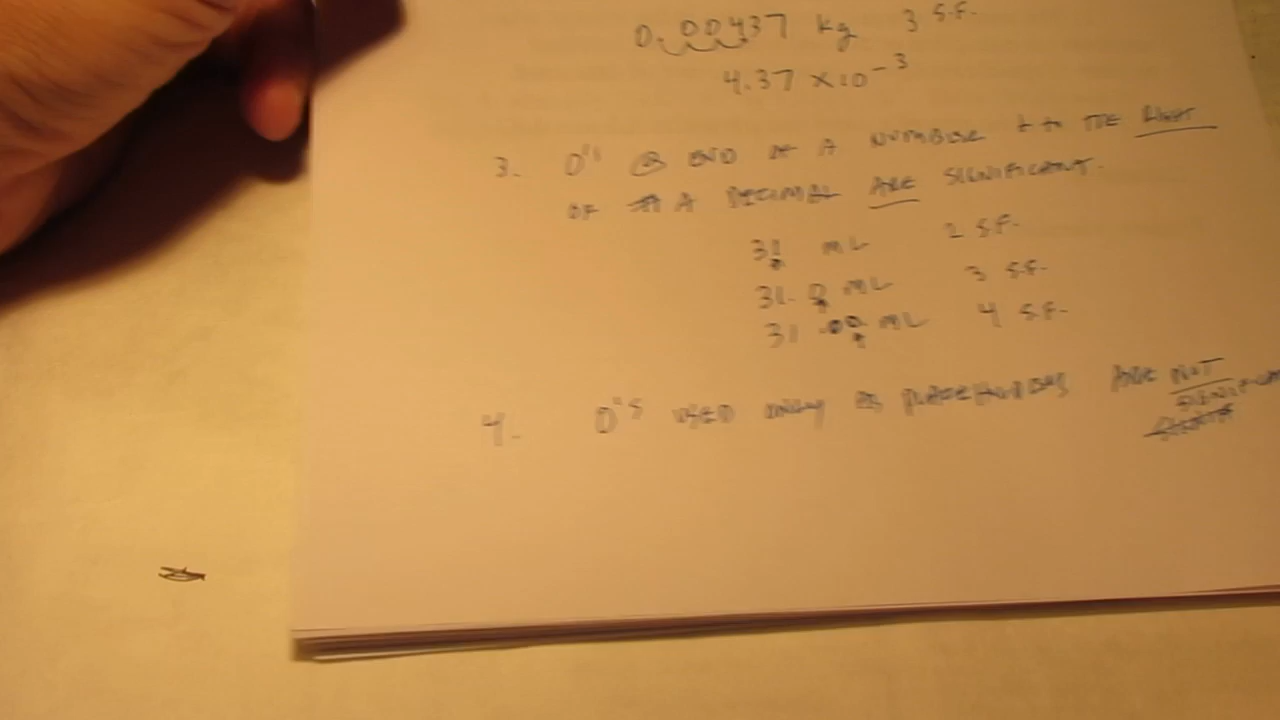 0.00437 kg 3 S.F.
4.37 ×10⁻³
3. 0's @ END OF A NUMBER & to THE RIGHT
OF A DECIMAL ARE SIGNIFICANT.
31 ML 2 S.F.
31.0 ML 3 S.F.
31.00 ML 4 S.F.
4. 0's USED ONLY AS PLACEHOLDERS ARE NOT